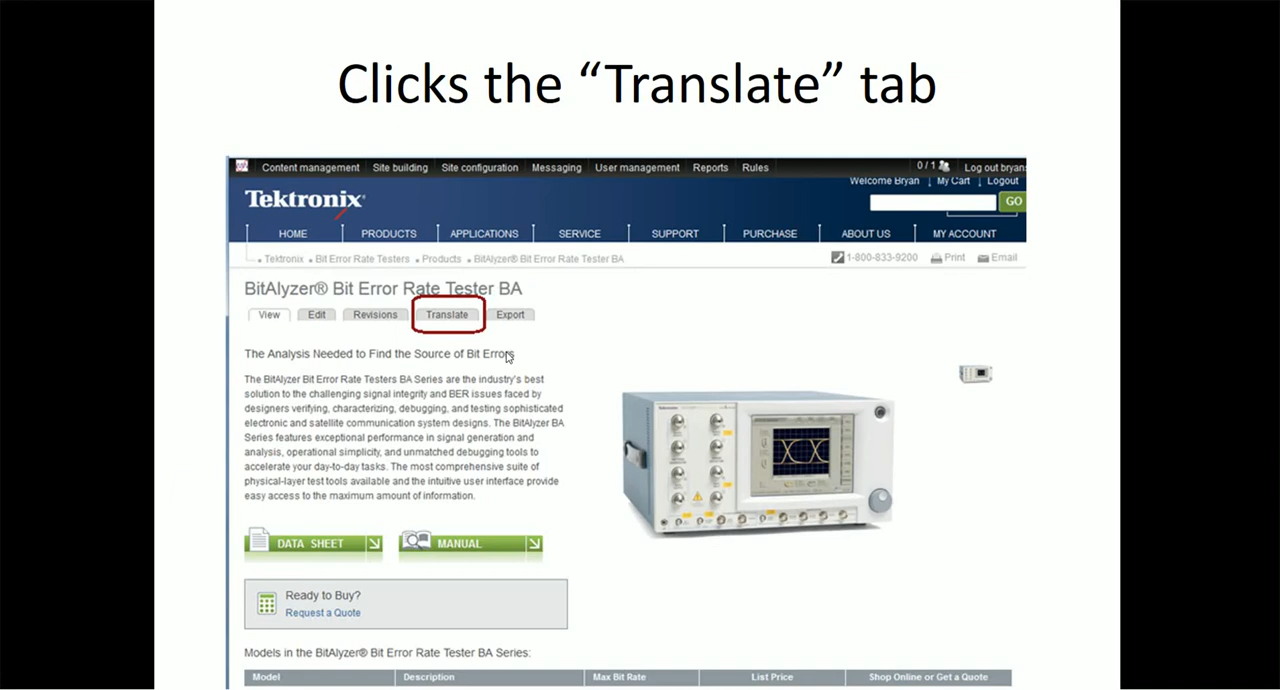 Clicks the “Translate” tab
Content management Site building Site configuration Messaging User management Reports Rules 0 / 1 Log out bryans
Welcome Bryan My Cart Logout
Tektronix®
GO
HOME PRODUCTS APPLICATIONS SERVICE SUPPORT PURCHASE ABOUT US MY ACCOUNT
Tektronix Bit Error Rate Testers Products BitAlyzer® Bit Error Rate Tester BA 1-800-833-9200 Print Email
BitAlyzer® Bit Error Rate Tester BA
View Edit Revisions Translate Export
The Analysis Needed to Find the Source of Bit Errors
The BitAlyzer Bit Error Rate Testers BA Series are the industry's best
solution to the challenging signal integrity and BER issues faced by
designers verifying, characterizing, debugging, and testing sophisticated
electronic and satellite communication system designs. The BitAlyzer BA
Series features exceptional performance in signal generation and
analysis, operational simplicity, and unmatched debugging tools to
accelerate your day-to-day tasks. The most comprehensive suite of
physical-layer test tools available and the intuitive user interface provide
easy access to the maximum amount of information.
DATA SHEET MANUAL
Ready to Buy?
Request a Quote
Models in the BitAlyzer® Bit Error Rate Tester BA Series:
Model Description Max Bit Rate List Price Shop Online or Get a Quote